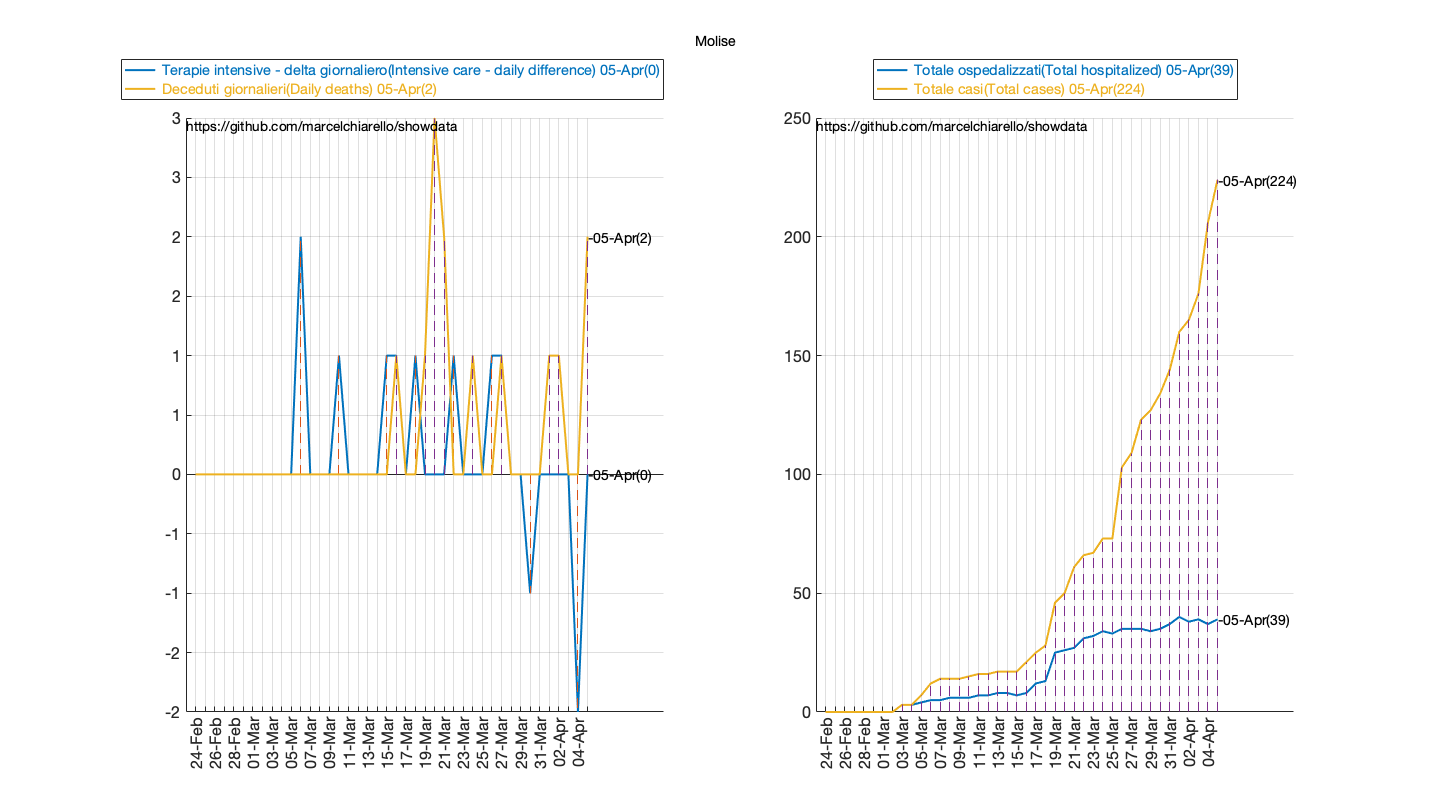 Molise
Terapie intensive - delta giornaliero(Intensive care - daily difference) 05-Apr(0)
Deceduti giornalieri(Daily deaths) 05-Apr(2)
https://github.com/marcelchiarello/showdata
3
3
2
2
1
1
0
-1
-1
-2
-2
-05-Apr(2)
-05-Apr(0)
24-Feb
26-Feb
28-Feb
01-Mar
03-Mar
05-Mar
07-Mar
09-Mar
11-Mar
13-Mar
15-Mar
17-Mar
19-Mar
21-Mar
23-Mar
25-Mar
27-Mar
29-Mar
31-Mar
02-Apr
04-Apr
Totale ospedalizzati(Total hospitalized) 05-Apr(39)
Totale casi(Total cases) 05-Apr(224)
https://github.com/marcelchiarello/showdata
250
200
150
100
50
0
-05-Apr(224)
-05-Apr(39)
24-Feb
26-Feb
28-Feb
01-Mar
03-Mar
05-Mar
07-Mar
09-Mar
11-Mar
13-Mar
15-Mar
17-Mar
19-Mar
21-Mar
23-Mar
25-Mar
27-Mar
29-Mar
31-Mar
02-Apr
04-Apr